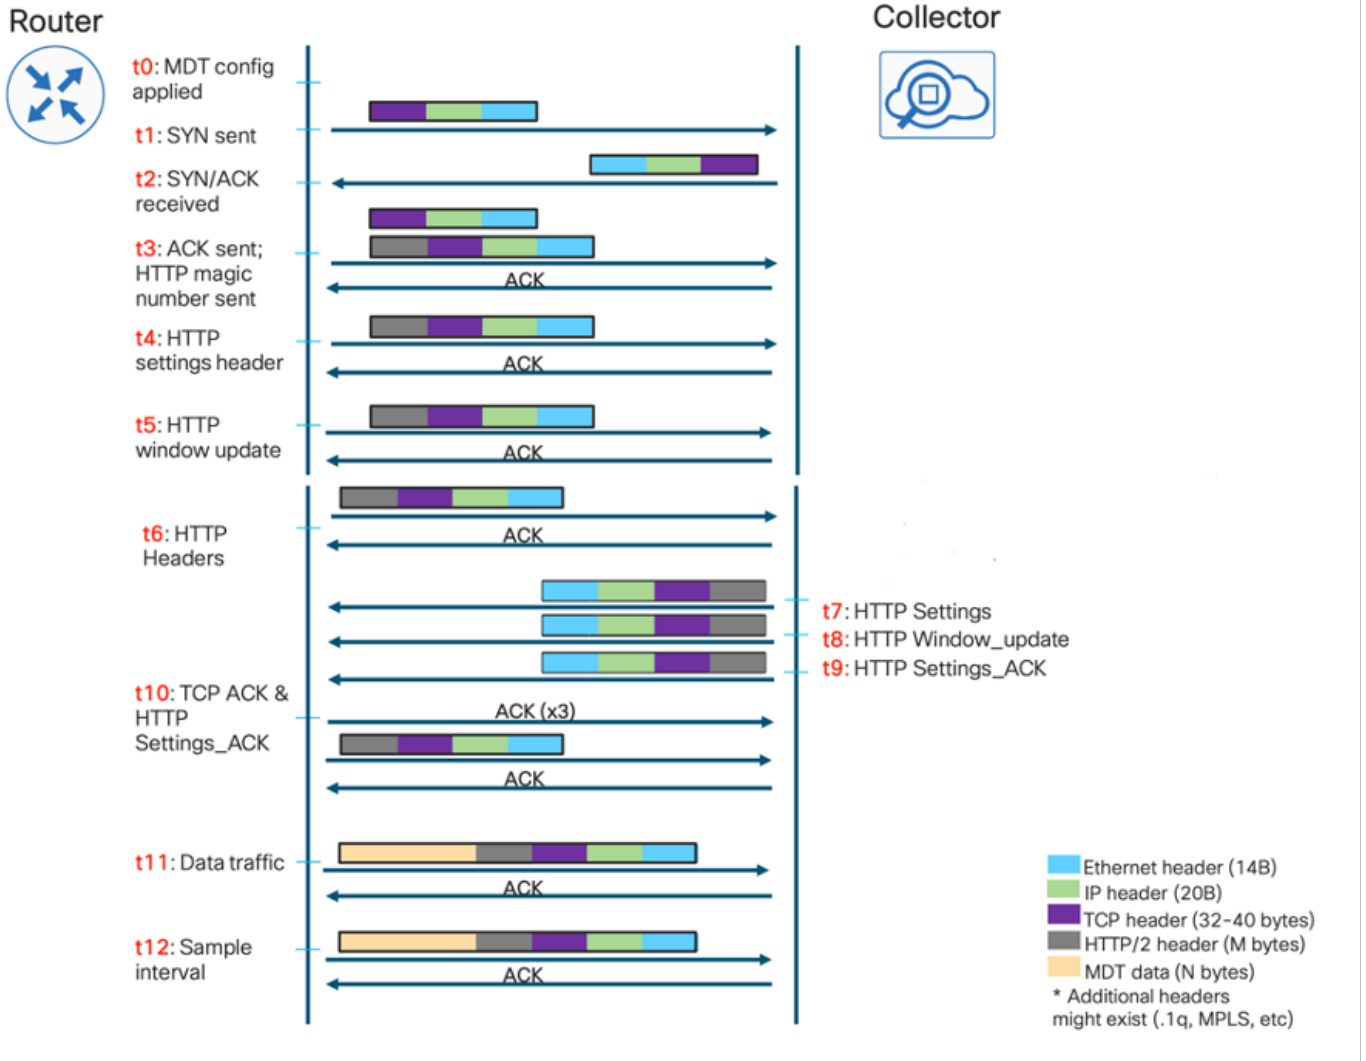 Router
Collector
t0: MDT config
applied
t1: SYN sent
t2: SYN/ACK
received
t3: ACK sent;
HTTP magic
number sent
ACK
t4: HTTP
settings header
ACK
t5: HTTP
window update
ACK
t6: HTTP
Headers
ACK
t7: HTTP Settings
t8: HTTP Window_update
t9: HTTP Settings_ACK
t10: TCP ACK &
HTTP
Settings_ACK
ACK (x3)
ACK
t11: Data traffic
ACK
t12: Sample
interval
ACK
Ethernet header (14B)
IP header (20B)
TCP header (32-40 bytes)
HTTP/2 header (M bytes)
MDT data (N bytes)
* Additional headers
might exist (.1q, MPLS, etc)